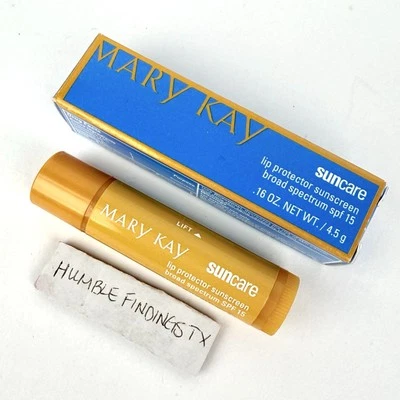 MARY KAY
suncare
lip protector sunscreen
broad spectrum spf 15
.16 OZ. NET WT. / 4.5 g
LIFT
MARY KAY
suncare
lip protector sunscreen
broad spectrum SPF 15
HUMBLE FINDINGS TX